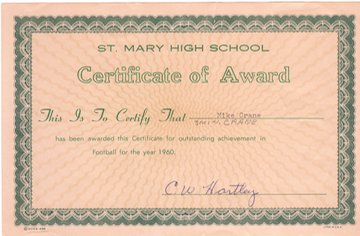 ST. MARY HIGH SCHOOL
Certificate of Award
This Is To Certify That Mike Crane
CRANE
has been awarded this Certificate for outstanding achievement in
Football for the year 1960.
C W Hartley